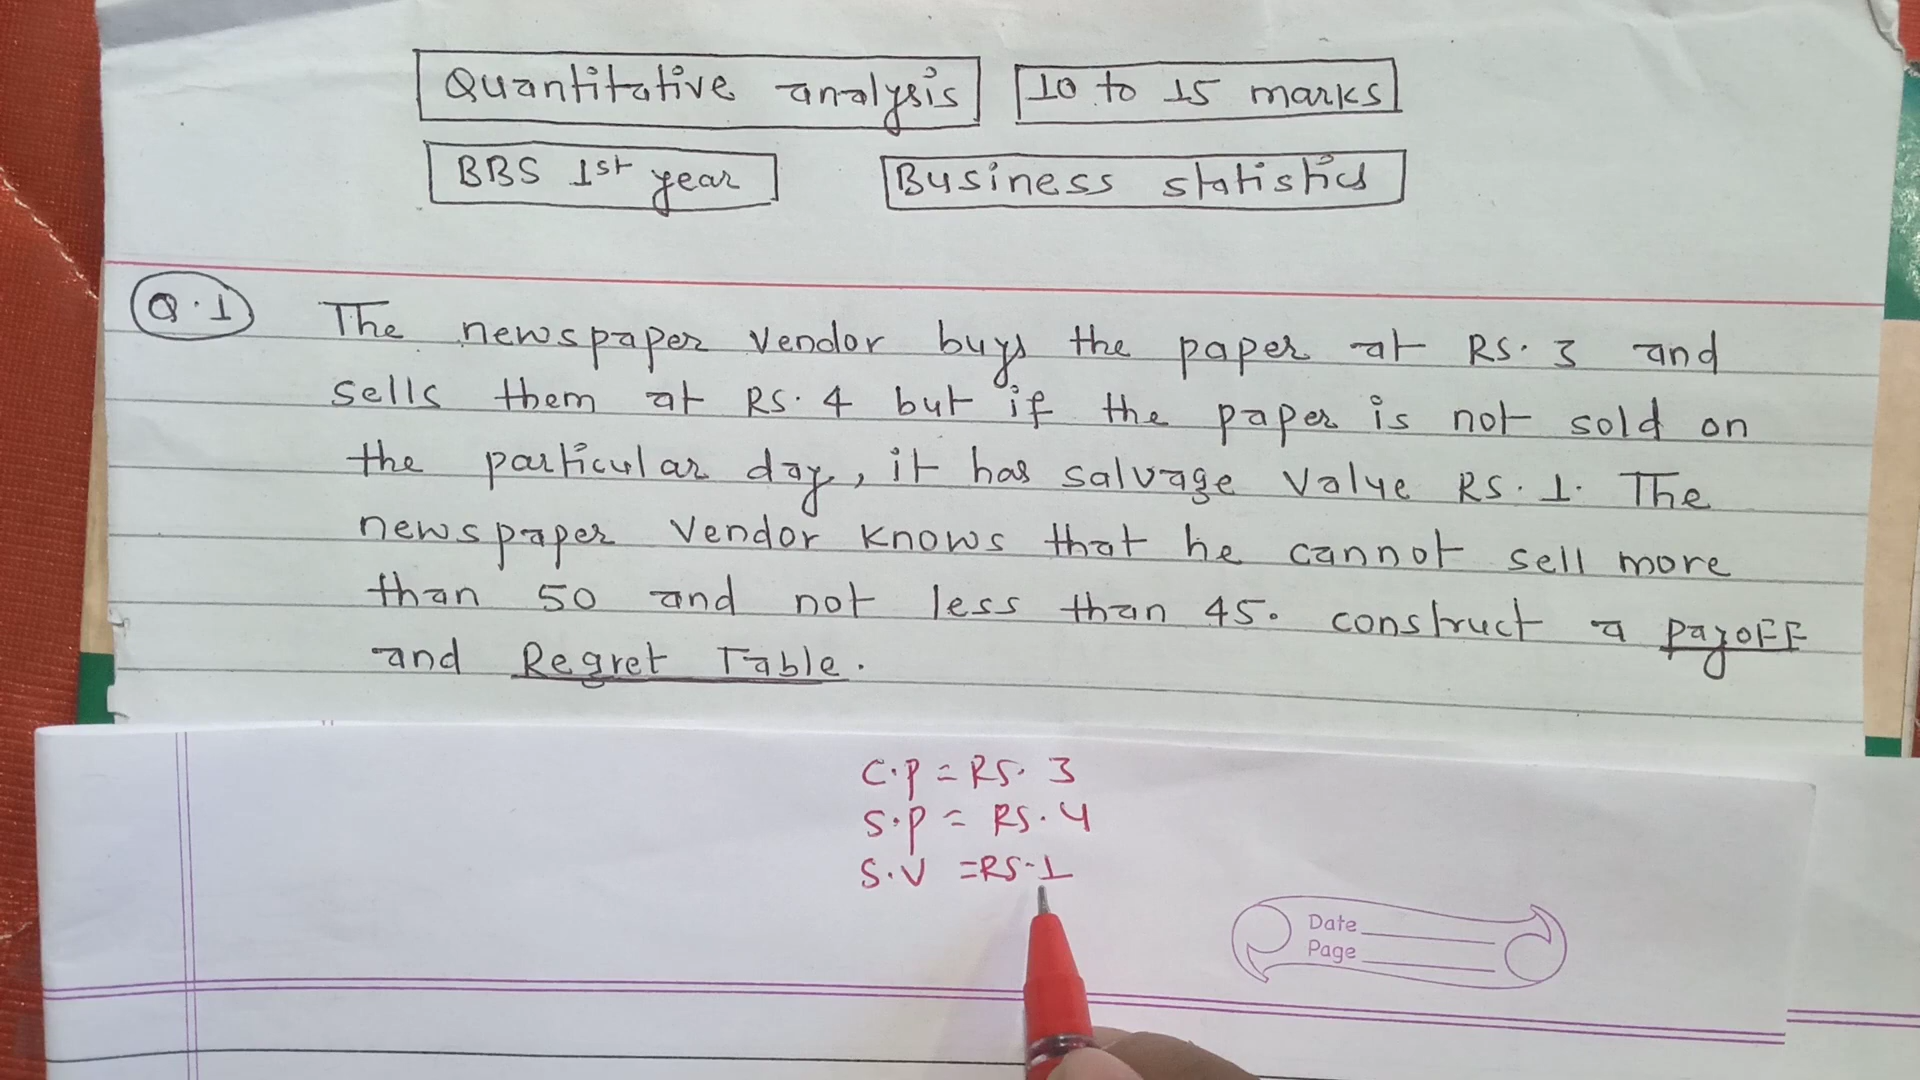 Quantitative analysis 10 to 15 marks
BBS 1st year Business statistics
Q.1 The newspaper vendor buys the paper at RS. 3 and
sells them at RS. 4 but if the paper is not sold on
the particular day, it has salvage value RS. 1. The
newspaper vendor knows that he cannot sell more
than 50 and not less than 45. construct a payoFF
and Regret Table.
C.P = RS. 3
S.P = RS. 4
S.V = RS. 1
Date
Page